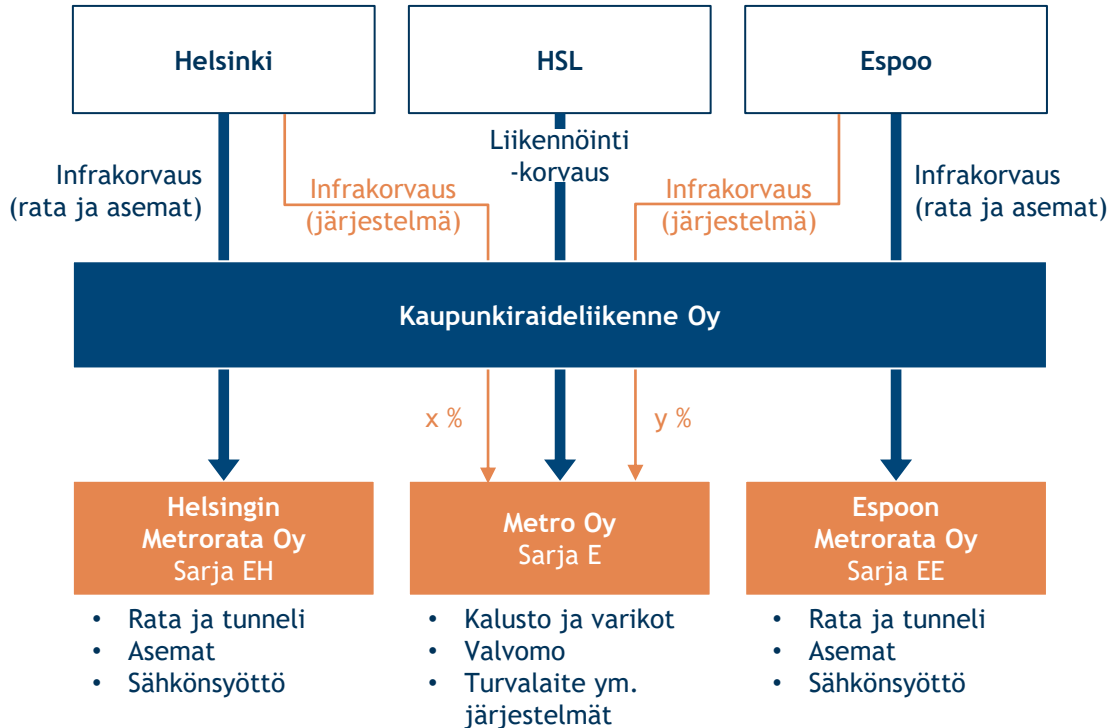 Helsinki
HSL
Espoo
Infrakorvaus
(rata ja asemat)
Infrakorvaus
(järjestelmä)
Liikennöinti
-korvaus
Infrakorvaus
(järjestelmä)
Infrakorvaus
(rata ja asemat)
Kaupunkiraideliikenne Oy
x %
y %
Helsingin
Metrorata Oy
Sarja EH
Metro Oy
Sarja E
Espoon
Metrorata Oy
Sarja EE
• Rata ja tunneli
• Asemat
• Sähkönsyöttö
• Kalusto ja varikot
• Valvomo
• Turvalaite ym.
järjestelmät
• Rata ja tunneli
• Asemat
• Sähkönsyöttö